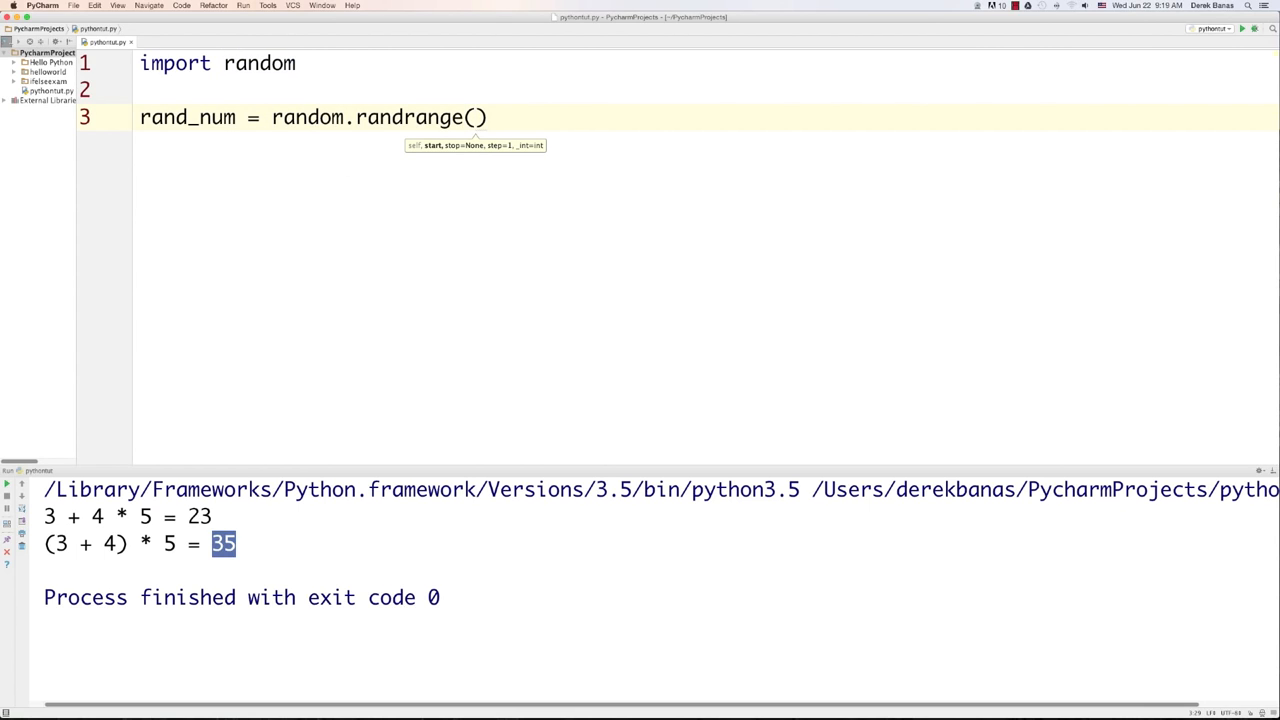 PyCharm File Edit View Navigate Code Refactor Run Tools VCS Window Help 10 Wed Jun 22 9:19 AM Derek Banas
pythontut.py - PycharmProjects - [~/PycharmProjects]
PycharmProjects pythontut.py pythontut
pythontut.py
PycharmProject
Hello Python
helloworld
ifelseexam
pythontut.py
External Librarie
1 import random
2
3 rand_num = random.randrange()
self, start, stop=None, step=1, _int=int
Run pythontut
/Library/Frameworks/Python.framework/Versions/3.5/bin/python3.5 /Users/derekbanas/PycharmProjects/pytho
3 + 4 * 5 = 23
(3 + 4) * 5 = 35
Process finished with exit code 0
3:29 LF‡ UTF-8‡